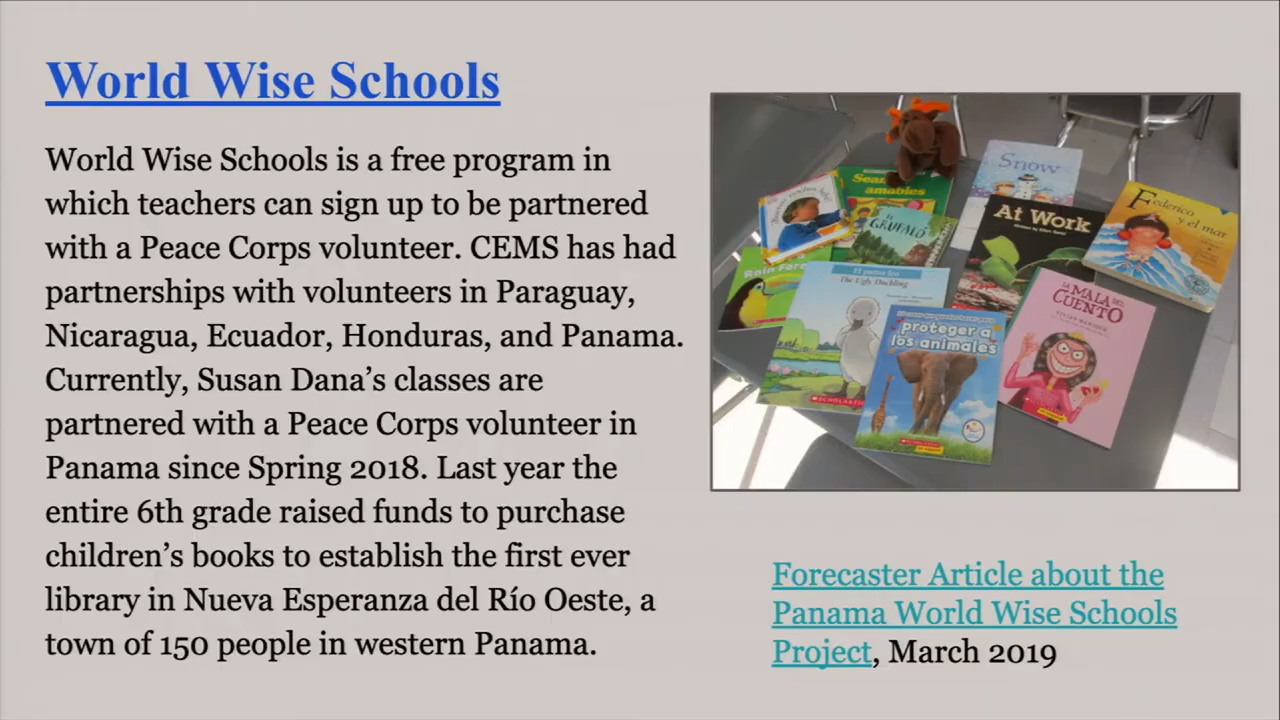 World Wise Schools
World Wise Schools is a free program in
which teachers can sign up to be partnered
with a Peace Corps volunteer. CEMS has had
partnerships with volunteers in Paraguay,
Nicaragua, Ecuador, Honduras, and Panama.
Currently, Susan Dana’s classes are
partnered with a Peace Corps volunteer in
Panama since Spring 2018. Last year the
entire 6th grade raised funds to purchase
children’s books to establish the first ever
library in Nueva Esperanza del Río Oeste, a
town of 150 people in western Panama.
Snow
amables
EL GRÚFALO
At Work
Federico
y el mar
Rain
El patito feo
The Ugly Duckling
SCHOLASTIC
proteger a
los animales
SCHOLASTIC
LA MALA DEL
CUENTO
Forecaster Article about the
Panama World Wise Schools
Project, March 2019